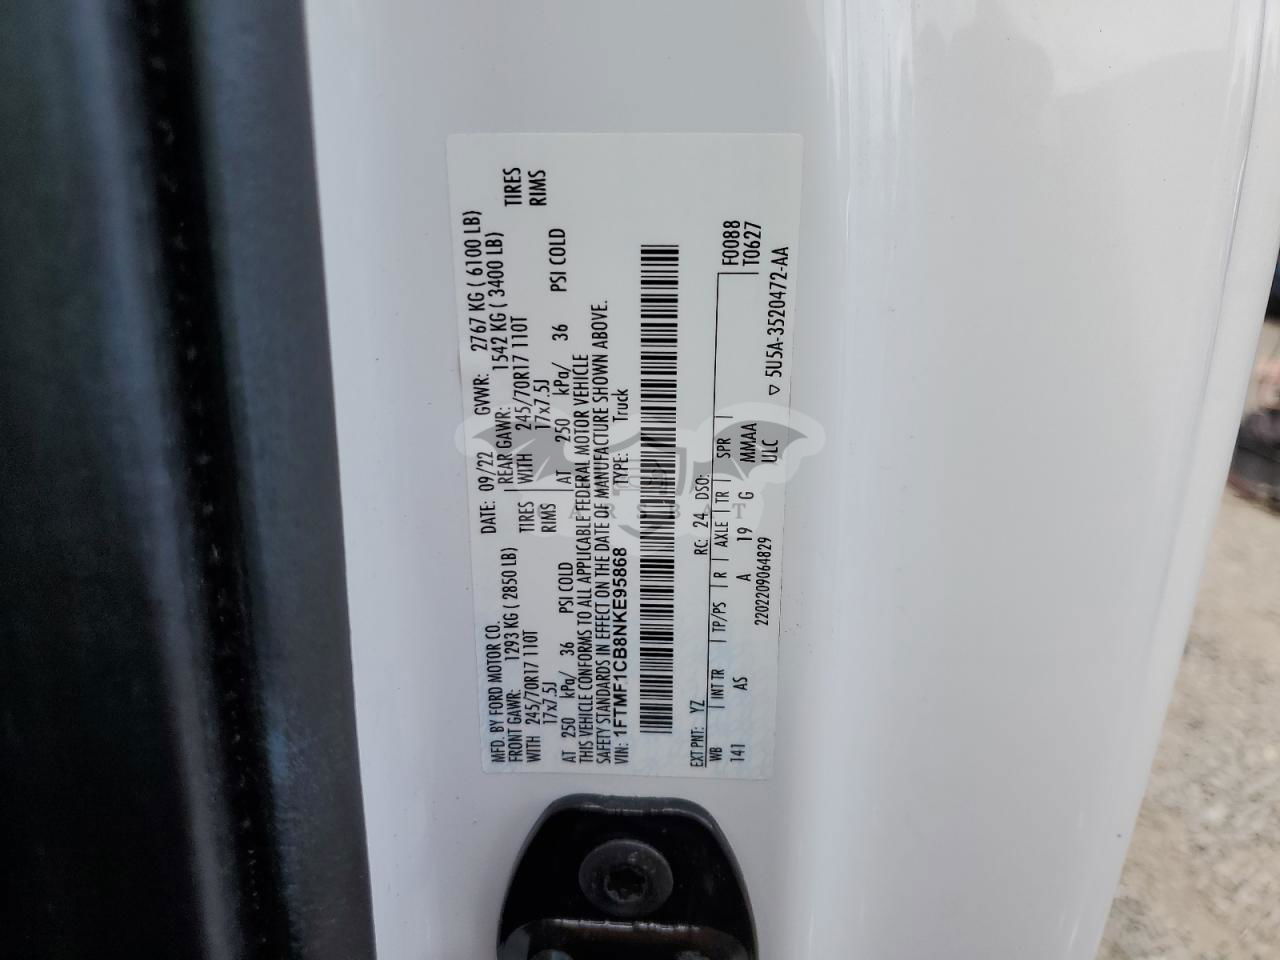 MFD. BY FORD MOTOR CO. DATE: 09/22 GVWR: 2767 KG ( 6100 LB)
FRONT GAWR: 1293 KG ( 2850 LB) REAR GAWR: 1542 KG ( 3400 LB)
WITH 245/70R17 110T TIRES WITH 245/70R17 110T TIRES
17x7.5J RIMS 17x7.5J RIMS
AT 250 kPa/ 36 PSI COLD AT 250 kPa/ 36 PSI COLD
THIS VEHICLE CONFORMS TO ALL APPLICABLE FEDERAL MOTOR VEHICLE
SAFETY STANDARDS IN EFFECT ON THE DATE OF MANUFACTURE SHOWN ABOVE.
VIN: 1FTMF1CB8NKE95868 TYPE: Truck
EXT PNT: YZ RC: 24 DSO: F0088
WB INT TR TP/PS R AXLE TR SPR T0627
141 AS A 19 G MMAA
2202209064829 ULC ▽ 5U5A-3520472-AA
CARSBAT